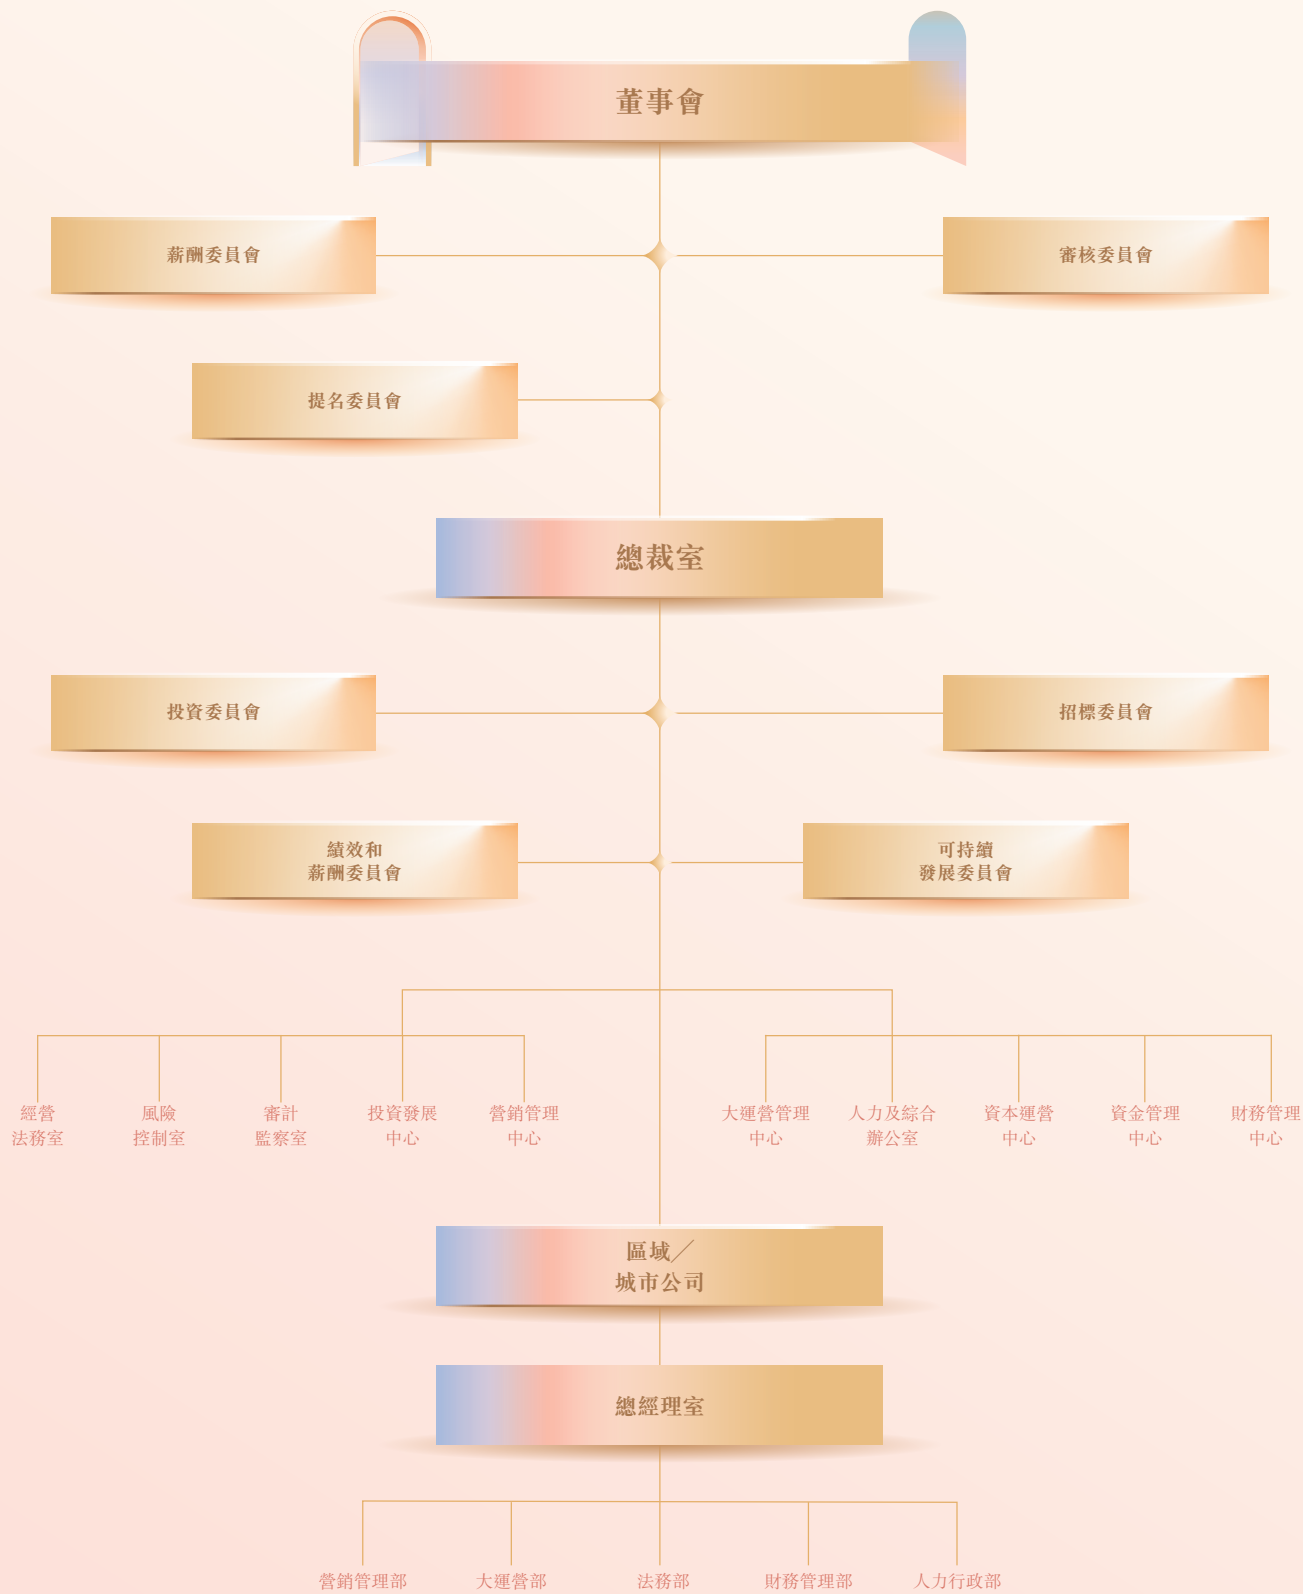 董事會
薪酬委員會
審核委員會
提名委員會
總裁室
投資委員會
招標委員會
績效和
薪酬委員會
可持續
發展委員會
經營
法務室
風險
控制室
審計
監察室
投資發展
中心
營銷管理
中心
大運營管理
中心
人力及綜合
辦公室
資本運營
中心
資金管理
中心
財務管理
中心
區域／
城市公司
總經理室
營銷管理部
大運營部
法務部
財務管理部
人力行政部